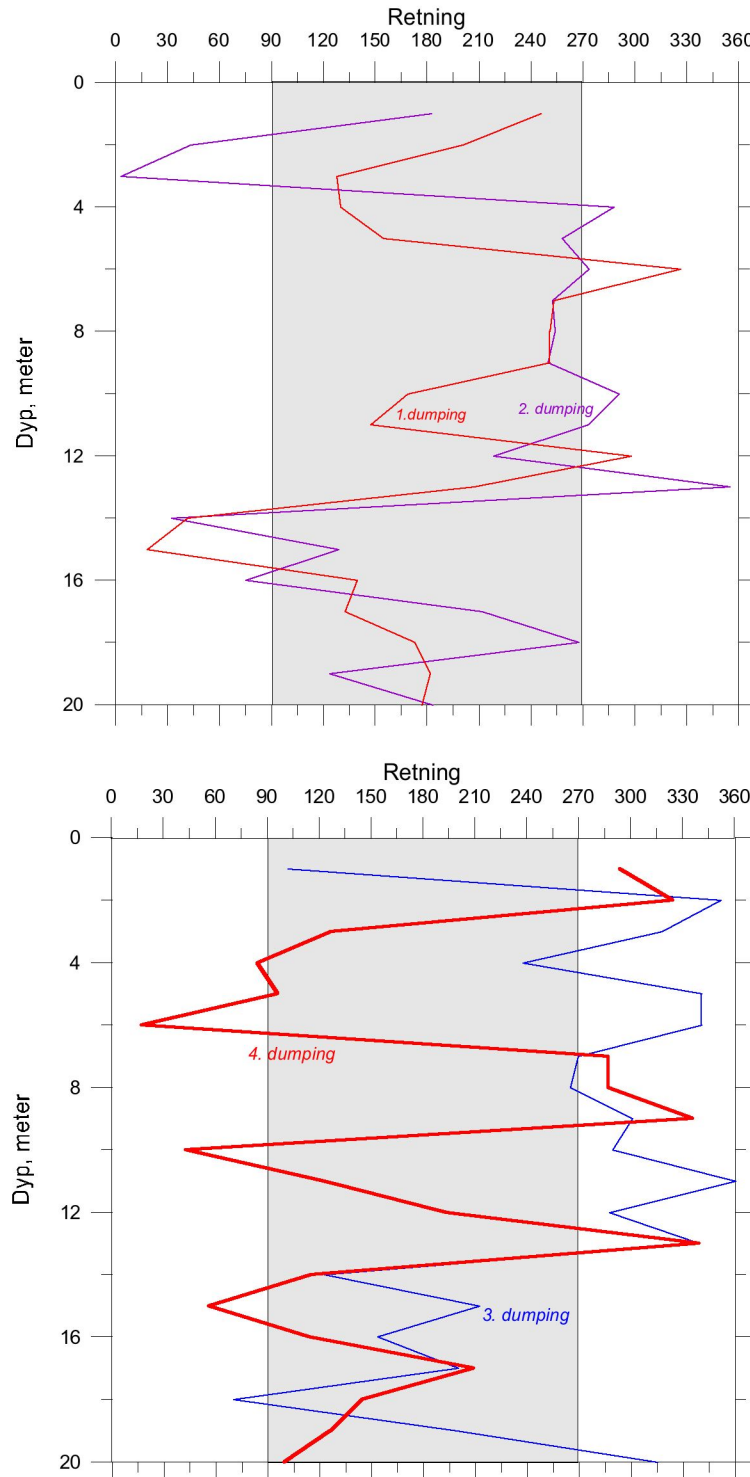 Retning
0 30 60 90 120 150 180 210 240 270 300 330 360
0
4
8
12
16
20
Dyp, meter
1.dumping
2. dumping
Retning
0 30 60 90 120 150 180 210 240 270 300 330 360
0
4
8
12
16
20
Dyp, meter
4. dumping
3. dumping